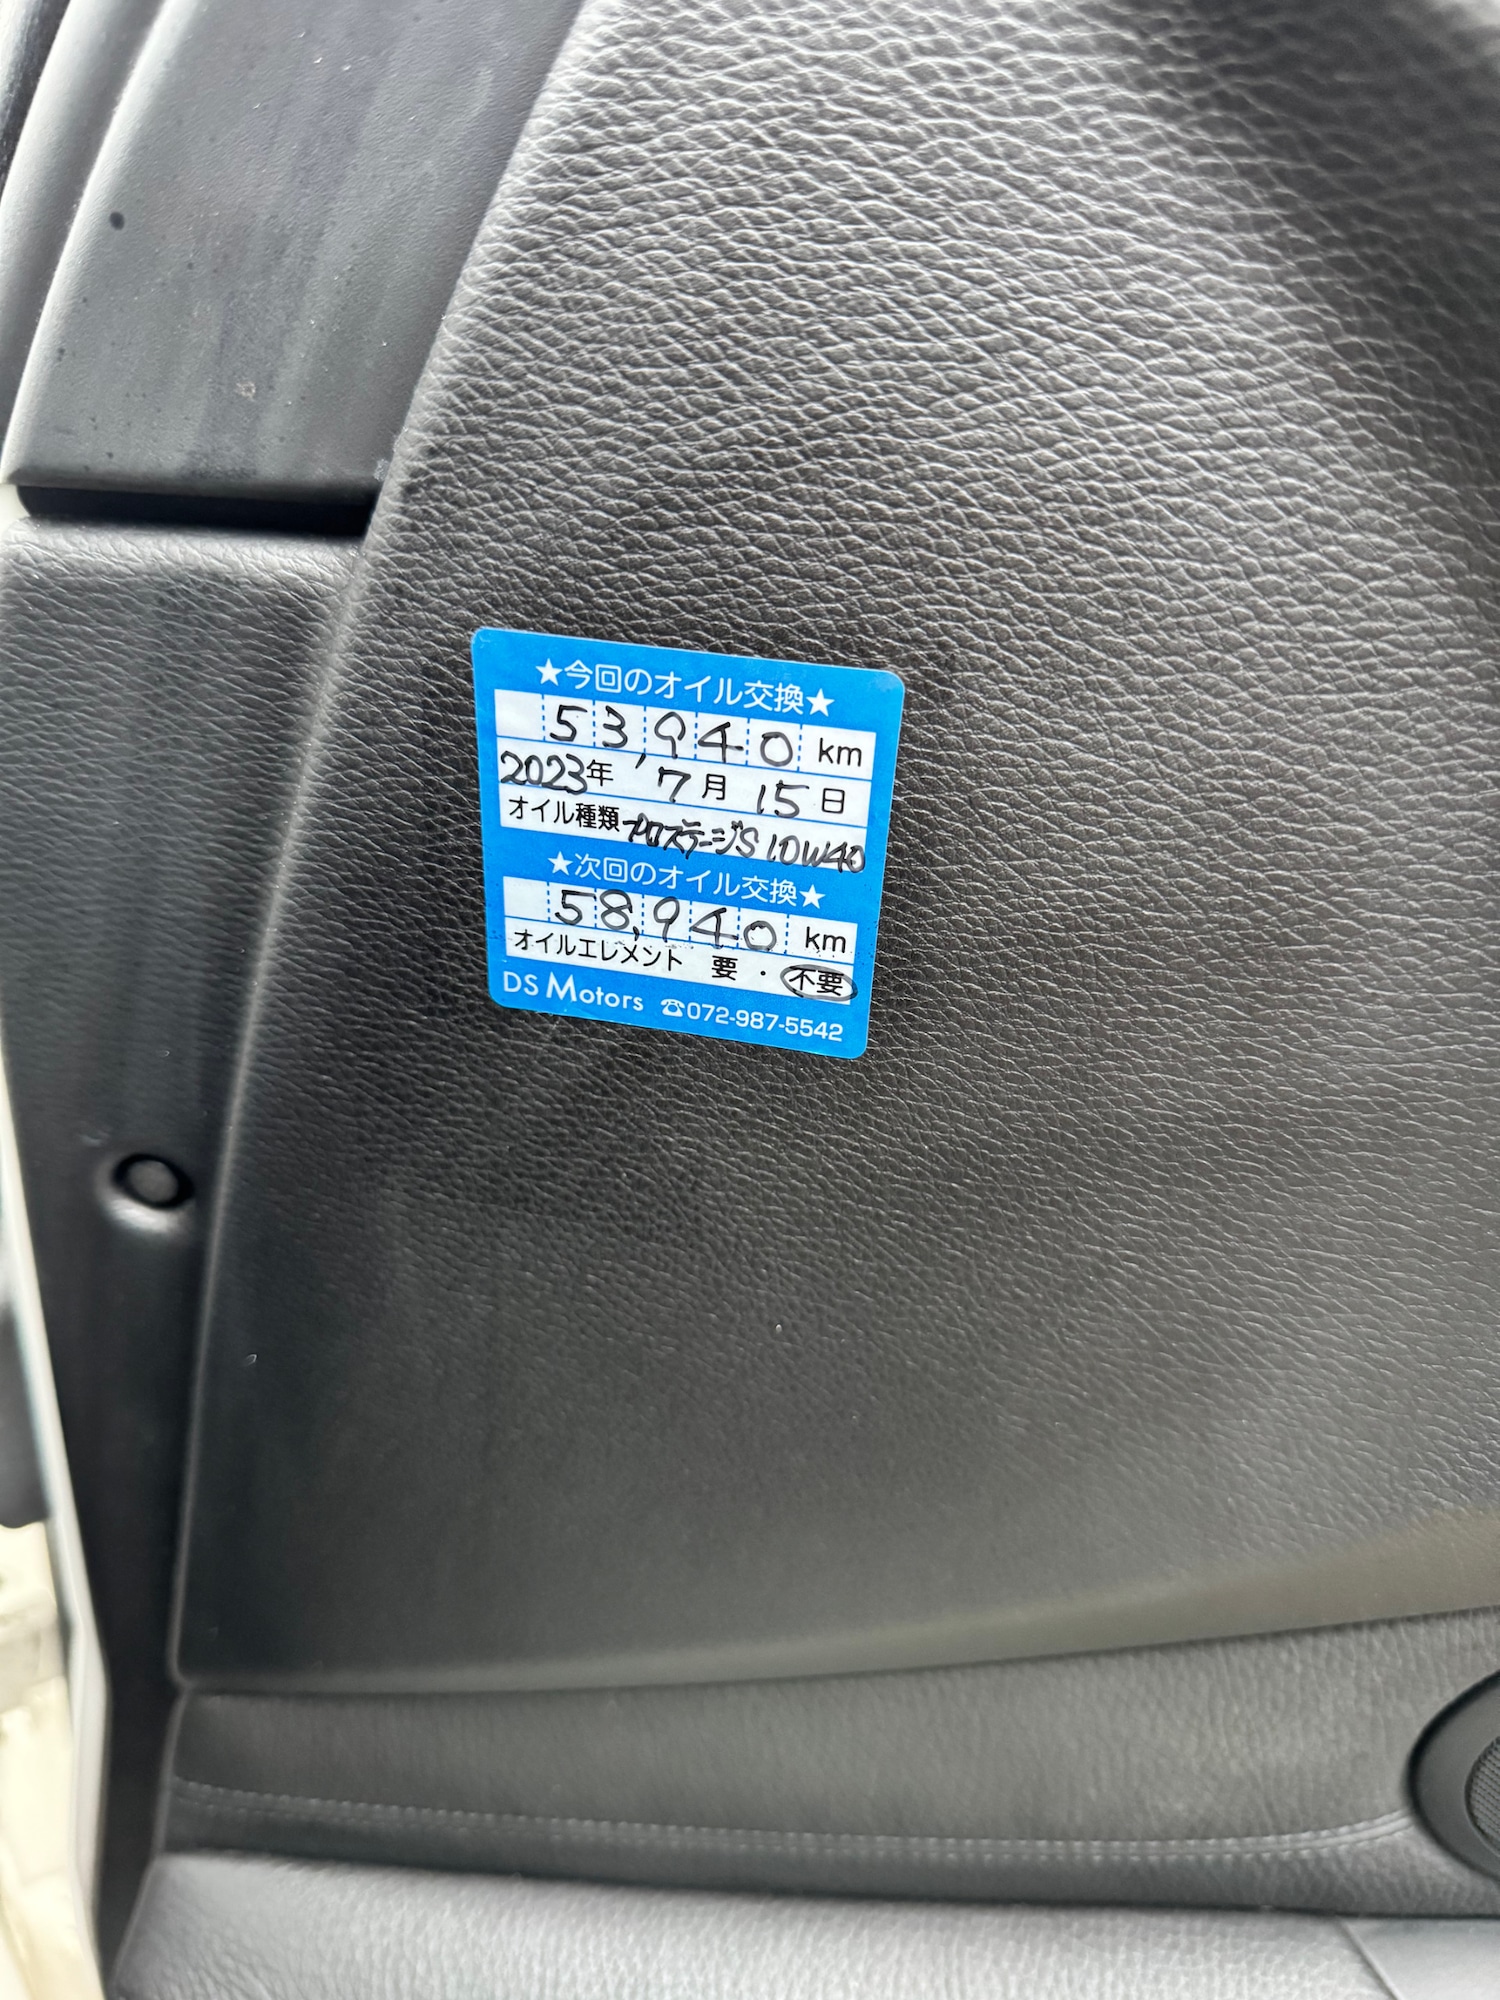 ★今回のオイル交換★
53,940 km
2023年 7月 15日
オイル種類 プロステージS 10W40
★次回のオイル交換★
58,940 km
オイルエレメント 要・不要
DS Motors ☎072-987-5542